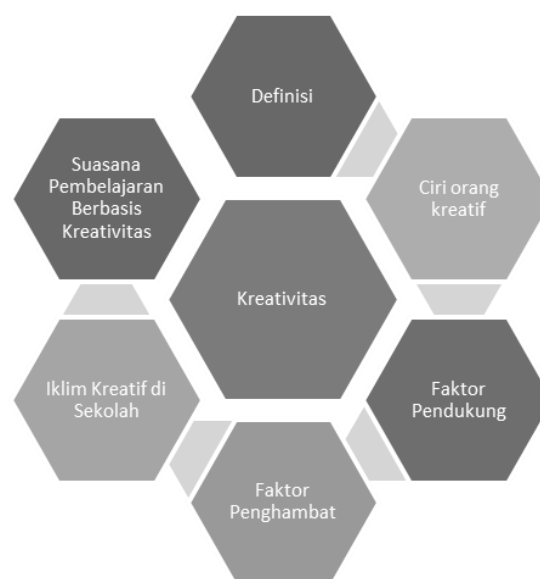 Definisi
Ciri orang
kreatif
Faktor
Pendukung
Faktor
Penghambat
Iklim Kreatif di
Sekolah
Suasana
Pembelajaran
Berbasis
Kreativitas
Kreativitas